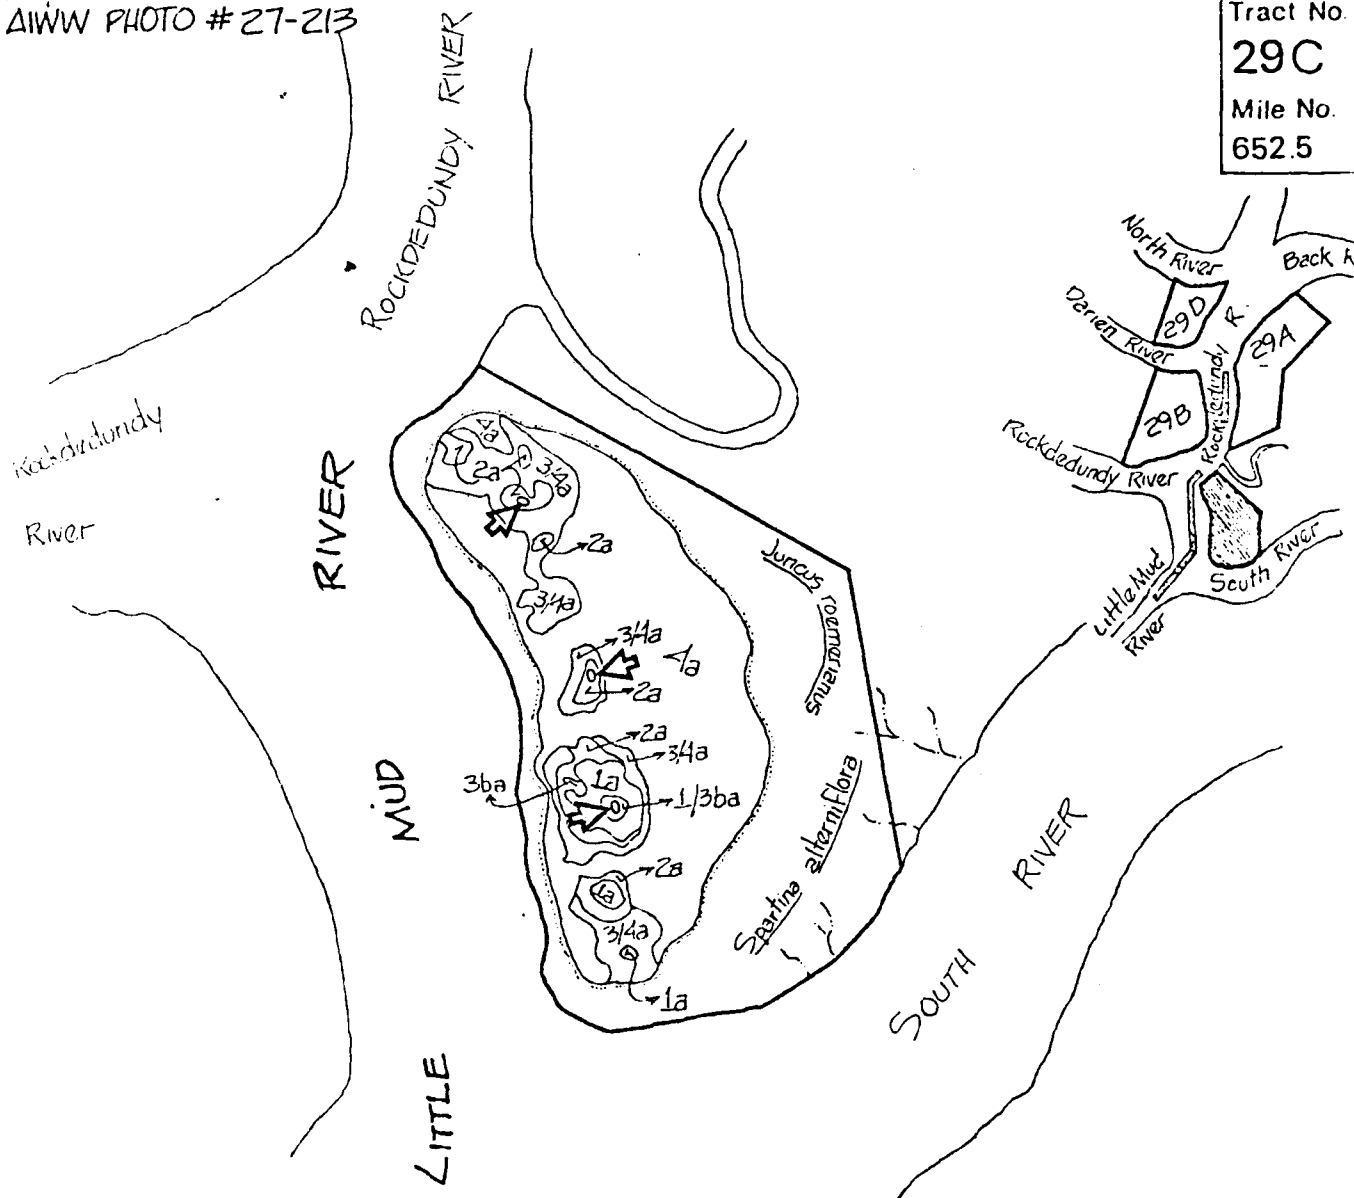 AIWW PHOTO # 27-213
Tract No.
29C
Mile No.
652.5
ROCKDEDUNDY RIVER
North River
Back R
Darien River
29D
29A
29B
Rockdedundy R.
Rockdedundy River
Little Mud
River
South River
Rockdedundy
River
4a
2a
3/4a
2a
3/4a
3/4a
4a
2a
2a
3/4a
3ba
1a
1/3ba
2a
1a
3/4a
1a
Juncus roemerianus
Spartina alterniflora
LITTLE MUD RIVER
SOUTH RIVER